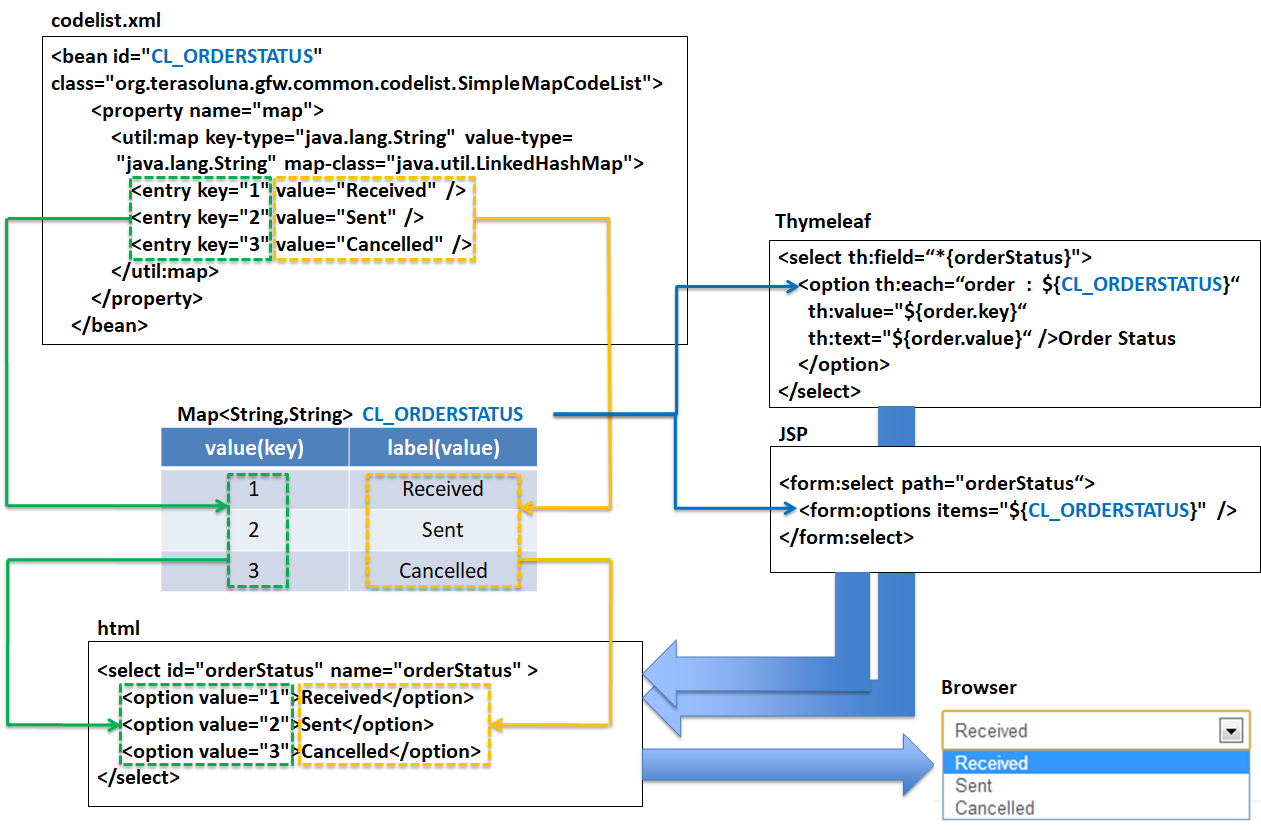 codelist.xml
<bean id="CL_ORDERSTATUS"
class="org.terasoluna.gfw.common.codelist.SimpleMapCodeList">
<property name="map">
<util:map key-type="java.lang.String" value-type=
"java.lang.String" map-class="java.util.LinkedHashMap">
<entry key="1" value="Received" />
<entry key="2" value="Sent" />
<entry key="3" value="Cancelled" />
</util:map>
</property>
</bean>
Thymeleaf
<select th:field=“*{orderStatus}">
<option th:each=“order : ${CL_ORDERSTATUS}“
th:value="${order.key}“
th:text="${order.value}“ />Order Status
</option>
</select>
Map<String,String> CL_ORDERSTATUS
value(key) label(value)
1 Received
2 Sent
3 Cancelled
JSP
<form:select path="orderStatus“>
<form:options items="${CL_ORDERSTATUS}" />
</form:select>
html
<select id="orderStatus" name="orderStatus" >
<option value="1">Received</option>
<option value="2">Sent</option>
<option value="3">Cancelled</option>
</select>
Browser
Received
Received
Sent
Cancelled